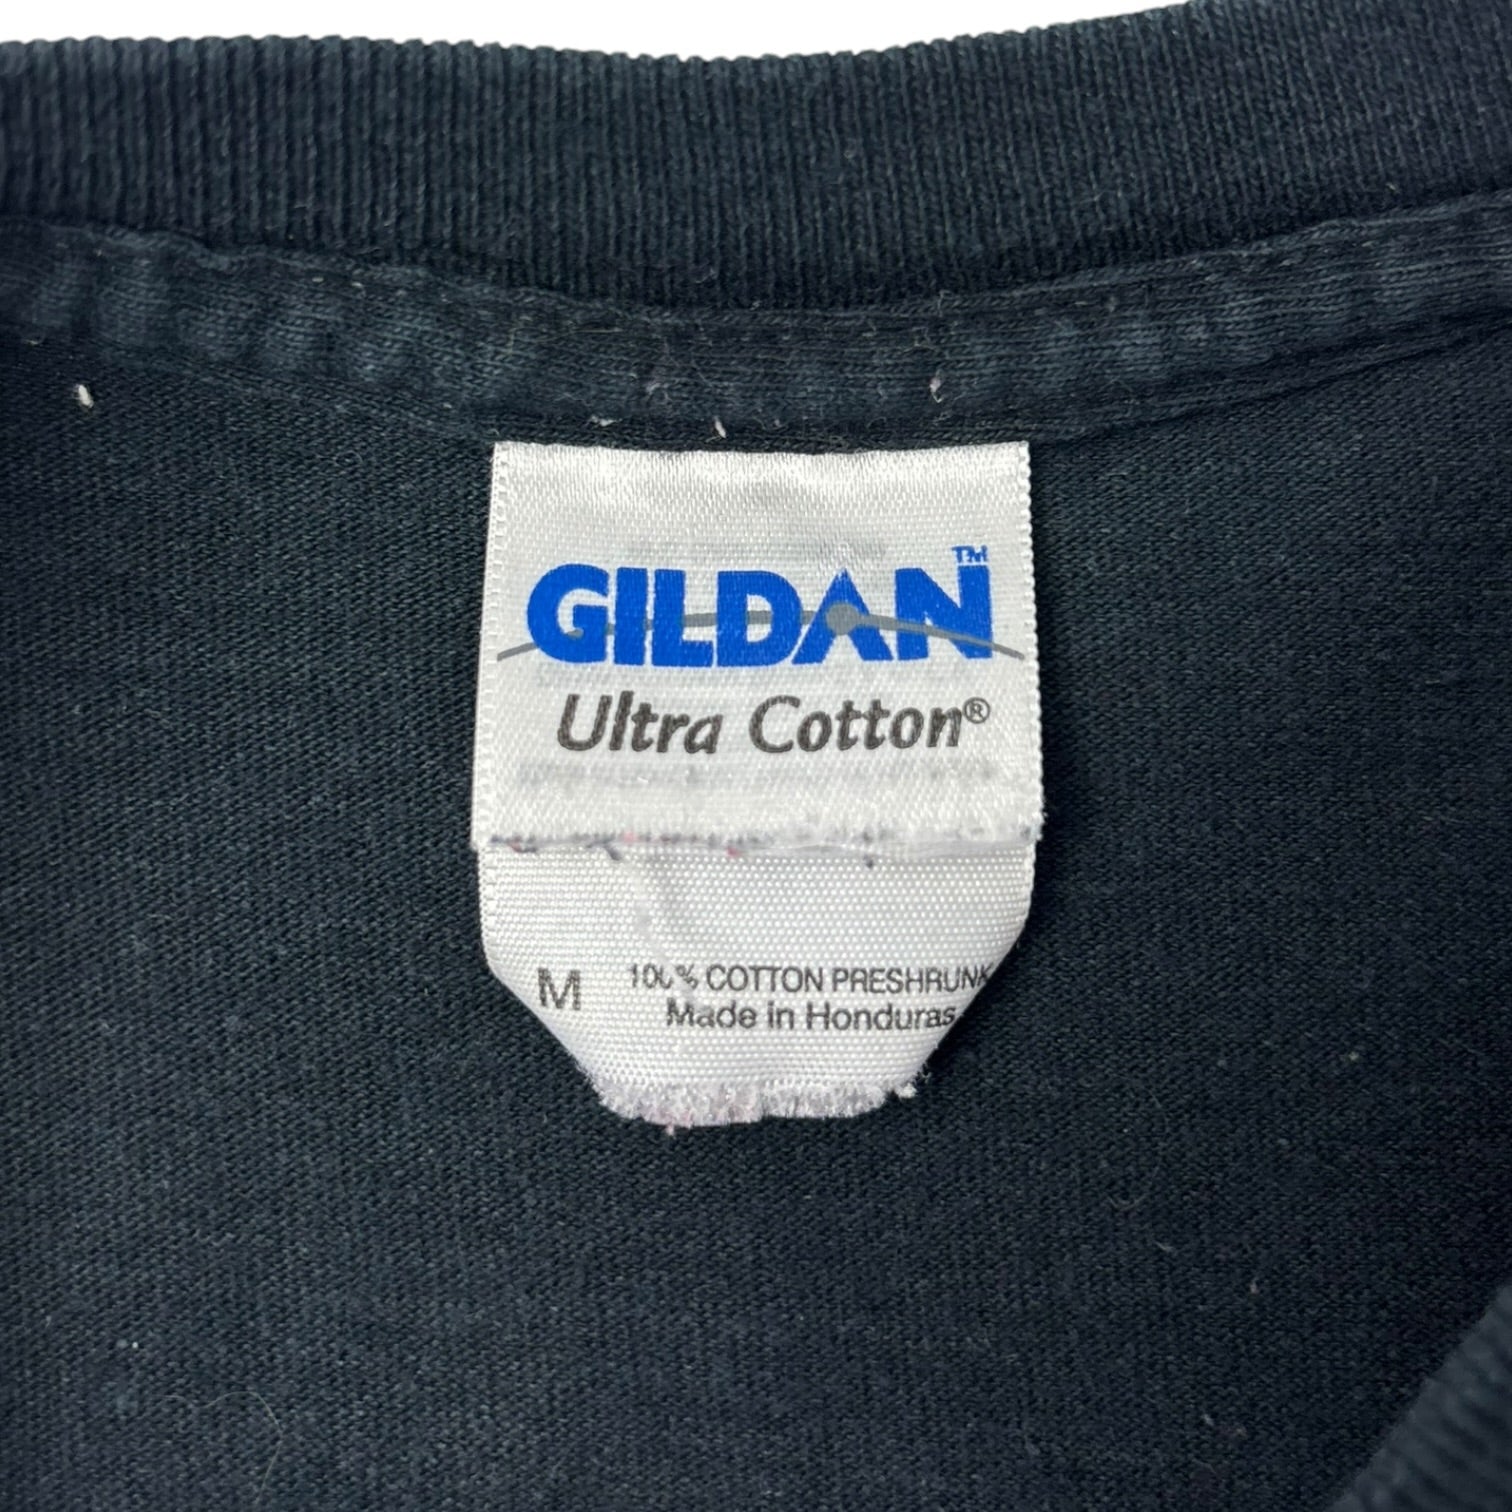 GILDAN™
Ultra Cotton®
M 100% COTTON PRESHRUNK
Made in Honduras